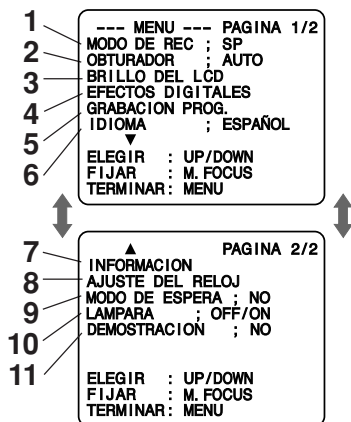 --- MENU --- PAGINA 1/2
1 MODO DE REC ; SP
2 OBTURADOR ; AUTO
3 BRILLO DEL LCD
4 EFECTOS DIGITALES
5 GRABACION PROG.
6 IDIOMA ; ESPAÑOL
▼
ELEGIR : UP/DOWN
FIJAR : M. FOCUS
TERMINAR: MENU
▲ PAGINA 2/2
7 INFORMACION
8 AJUSTE DEL RELOJ
9 MODO DE ESPERA ; NO
10 LAMPARA ; OFF/ON
11 DEMOSTRACION ; NO
ELEGIR : UP/DOWN
FIJAR : M. FOCUS
TERMINAR: MENU